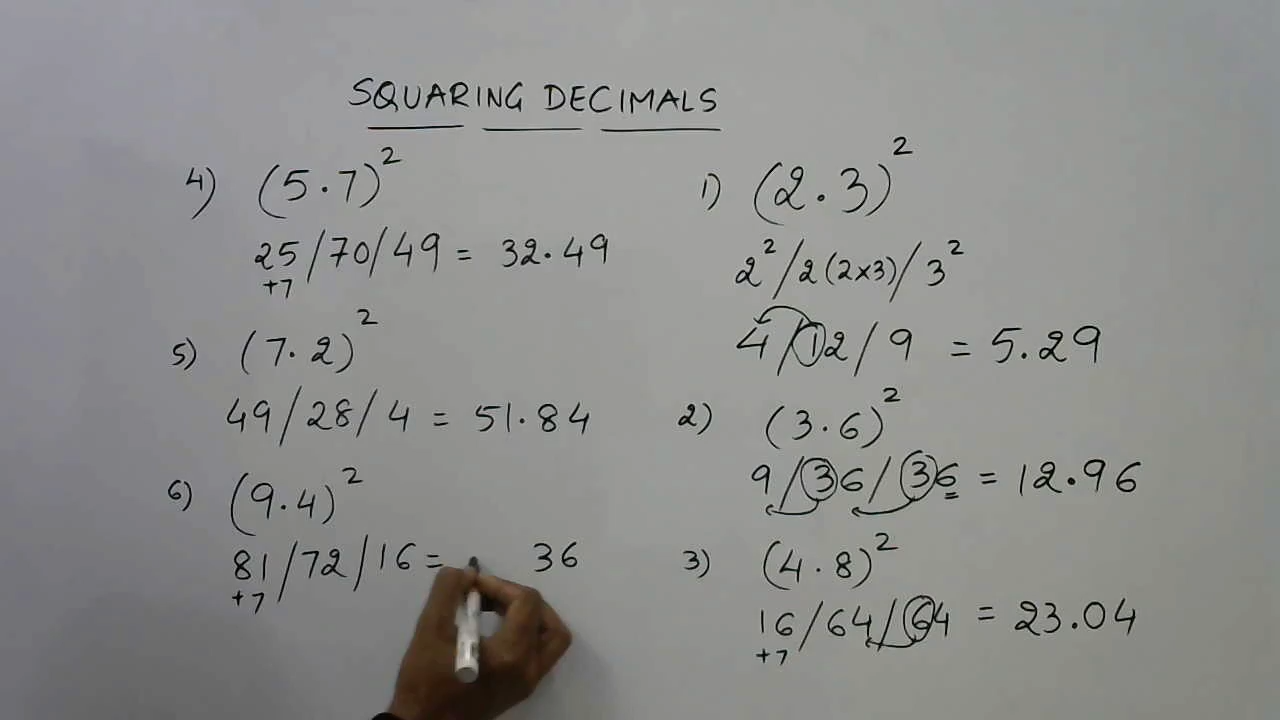 SQUARING DECIMALS
4) (5.7)²
25/70/49 = 32.49
+7
5) (7.2)²
49/28/4 = 51.84
6) (9.4)²
81/72/16 = 36
+7
1) (2.3)²
2²/2(2×3)/3²
4/12/9 = 5.29
2) (3.6)²
9/36/36 = 12.96
3) (4.8)²
16/64/64 = 23.04
+7